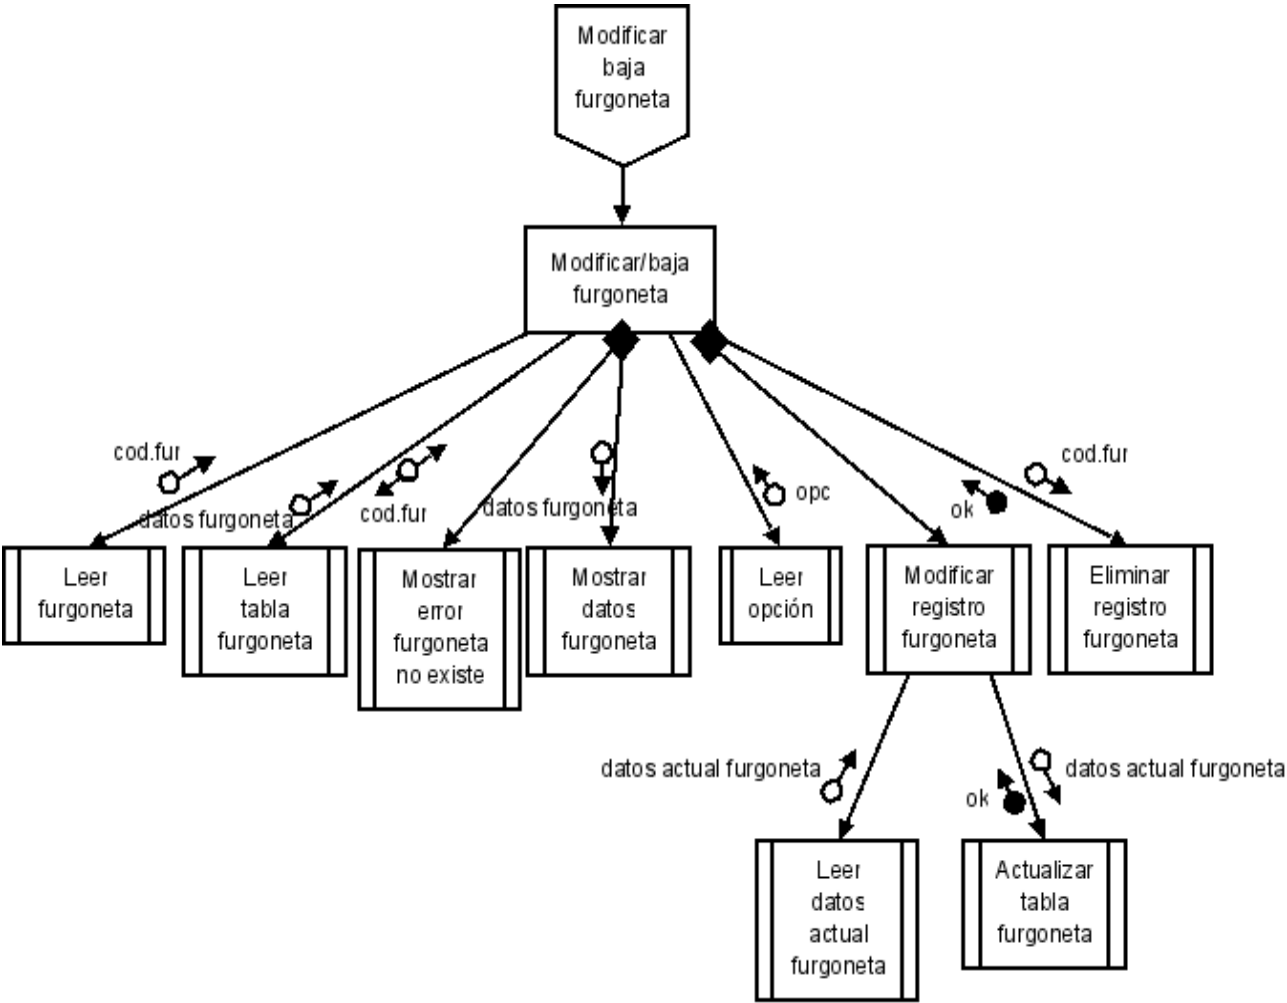 Modificar
baja
furgoneta
Modificar/baja
furgoneta
cod.fur
datos furgoneta
cod.fur
datos furgoneta
opc
ok
cod.fur
Leer
furgoneta
Leer
tabla
furgoneta
Mostrar
error
furgoneta
no existe
Mostrar
datos
furgoneta
Leer
opción
Modificar
registro
furgoneta
Eliminar
registro
furgoneta
datos actual furgoneta
ok
datos actual furgoneta
Leer
datos
actual
furgoneta
Actualizar
tabla
furgoneta